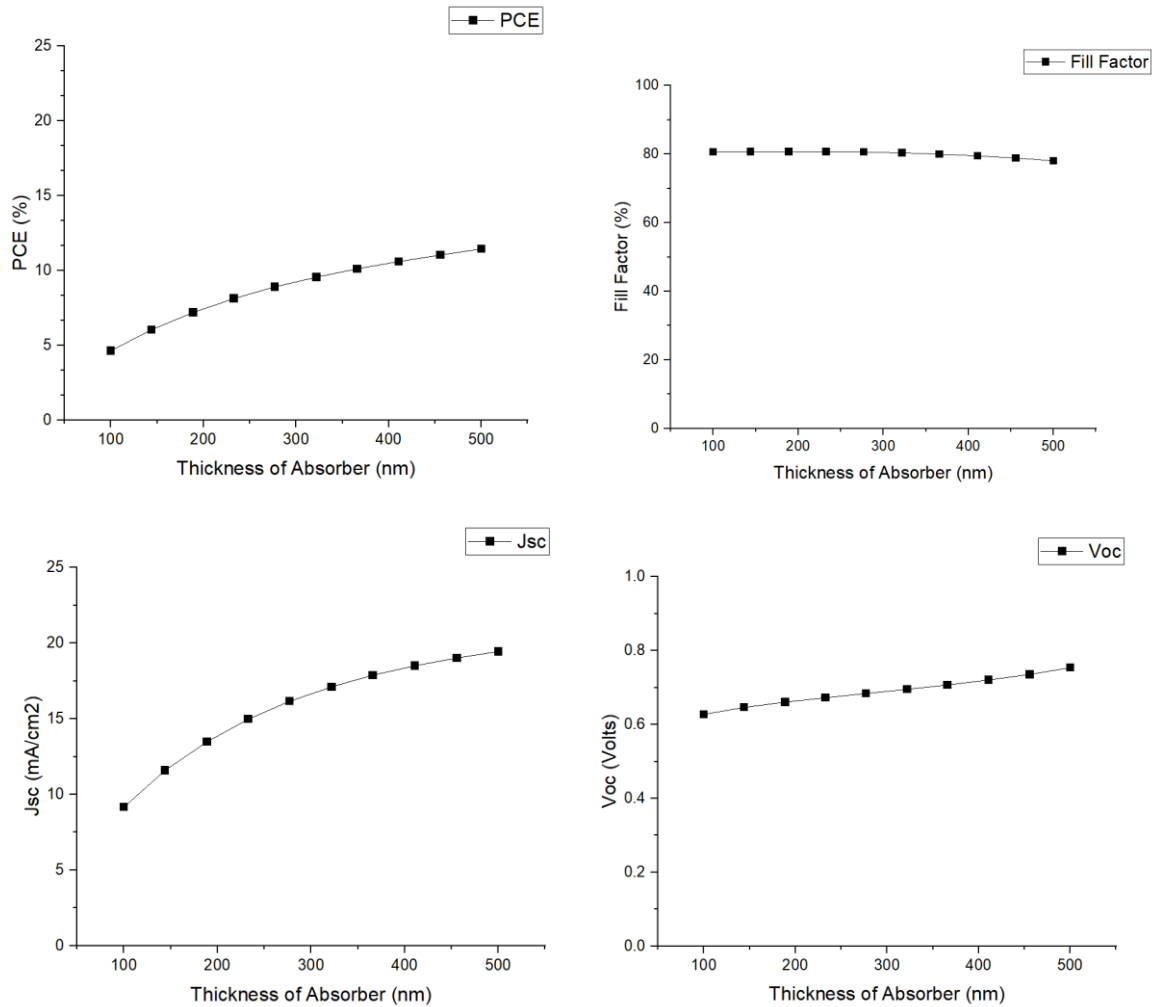 PCE
25
20
15
10
5
0
PCE (%)
100 200 300 400 500
Thickness of Absorber (nm)
Fill Factor
100
80
60
40
20
0
Fill Factor (%)
100 200 300 400 500
Thickness of Absorber (nm)
Jsc
25
20
15
10
5
0
Jsc (mA/cm2)
100 200 300 400 500
Thickness of Absorber (nm)
Voc
1.0
0.8
0.6
0.4
0.2
0.0
Voc (Volts)
100 200 300 400 500
Thickness of Absorber (nm)